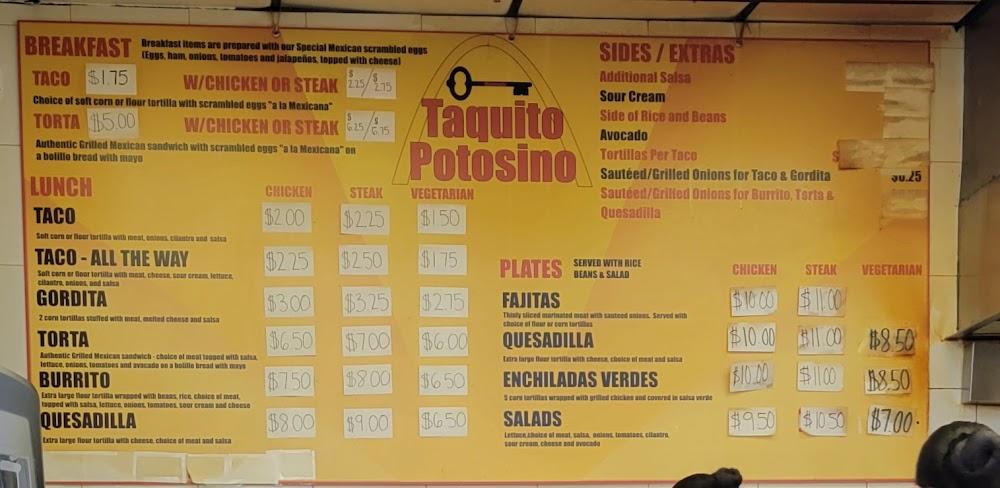 BREAKFAST Breakfast items are prepared with our Special Mexican scrambled eggs
(Eggs, ham, onions, tomatoes and jalapeños, topped with cheese)
TACO $1.75 W/CHICKEN OR STEAK $2.25/$2.75
Choice of soft corn or flour tortilla with scrambled eggs "a la Mexicana"
TORTA $5.00 W/CHICKEN OR STEAK $6.25/$6.75
Authentic Grilled Mexican sandwich with scrambled eggs "a la Mexicana" on
a bolillo bread with mayo
Taquito
Potosino
LUNCH CHICKEN STEAK VEGETARIAN
TACO $2.00 $2.25 $1.50
Soft corn or flour tortilla with meat, onions, cilantro and salsa
TACO - ALL THE WAY $2.25 $2.50 $1.75
Soft corn or flour tortilla with meat, cheese, sour cream, lettuce,
cilantro, onions, and salsa
GORDITA $3.00 $3.25 $2.75
2 corn tortillas stuffed with meat, melted cheese and salsa
TORTA $6.50 $7.00 $6.00
Authentic Grilled Mexican sandwich - choice of meat topped with salsa,
lettuce, onions, tomatoes and avocado on a bolillo bread with mayo
BURRITO $7.50 $8.00 $6.50
Extra large flour tortilla wrapped with beans, rice, choice of meat,
topped with salsa, lettuce, onions, tomatoes, sour cream and cheese
QUESADILLA $8.00 $9.00 $6.50
Extra large flour tortilla with cheese, choice of meat and salsa
SIDES / EXTRAS
Additional Salsa
Sour Cream
Side of Rice and Beans
Avocado
Tortillas Per Taco $
Sautéed/Grilled Onions for Taco & Gordita $0.25
Sautéed/Grilled Onions for Burrito, Torta &
Quesadilla
PLATES SERVED WITH RICE
BEANS & SALAD
CHICKEN STEAK VEGETARIAN
FAJITAS $10.00 $11.00
Thinly sliced marinated meat with sauteed onions. Served with
choice of flour or corn tortillas
QUESADILLA $10.00 $11.00 $8.50
Extra large flour tortilla with cheese, choice of meat and salsa
ENCHILADAS VERDES $10.00 $11.00 $8.50
5 corn tortillas wrapped with grilled chicken and covered in salsa verde
SALADS $9.50 $10.50 $7.00
Lettuce, choice of meat, salsa, onions, tomatoes, cilantro,
sour cream, cheese and avocado